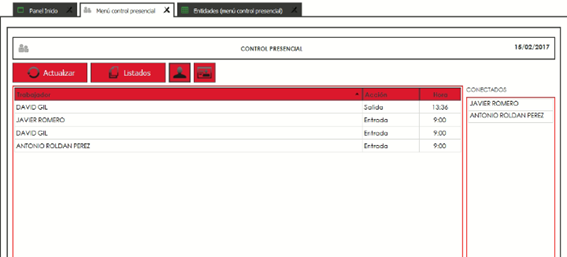 Panel Inicio X Menú control presencial X Entidades (menú control presencial) X
CONTROL PRESENCIAL 15/02/2017
Actualizar Listados
Trabajador Acción Hora CONECTADOS
DAVID GIL Salida 13:36 JAVIER ROMERO
JAVIER ROMERO Entrada 9:00 ANTONIO ROLDAN PEREZ
DAVID GIL Entrada 9:00
ANTONIO ROLDAN PEREZ Entrada 9:00